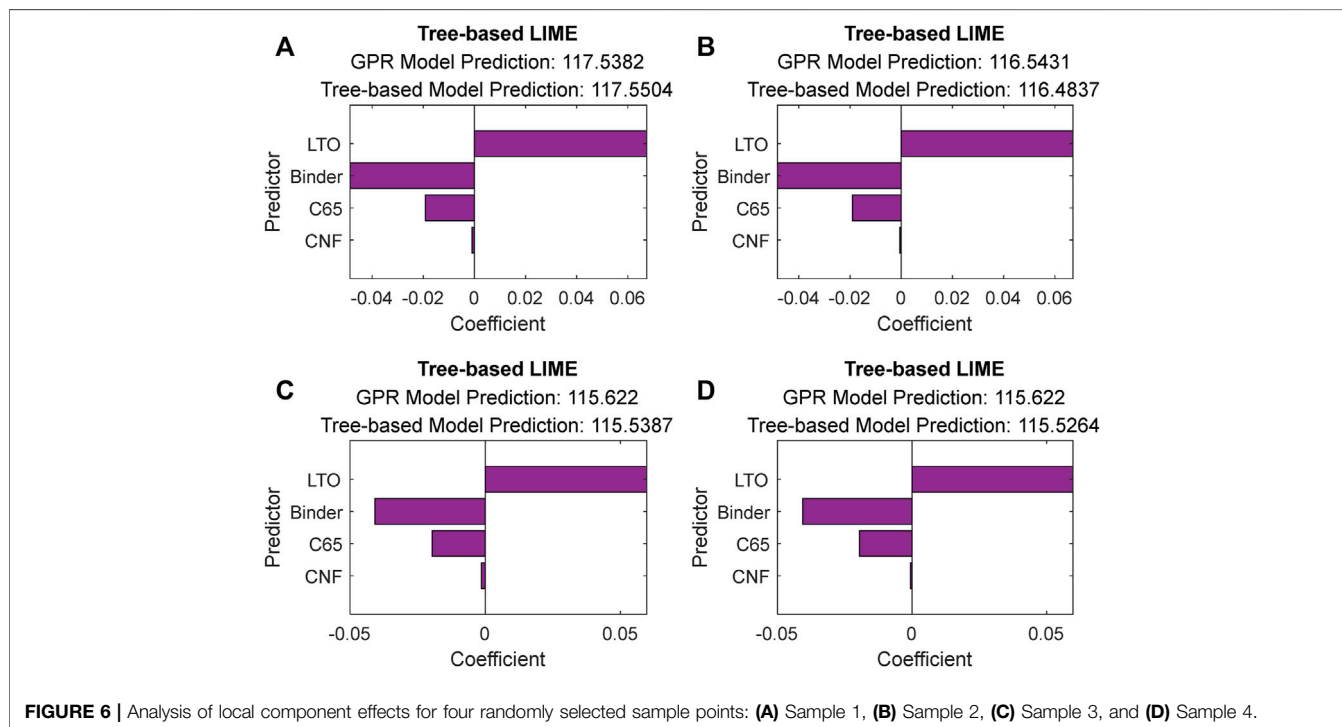 A
Tree-based LIME
GPR Model Prediction: 117.5382
Tree-based Model Prediction: 117.5504
Predictor
LTO
Binder
C65
CNF
-0.04 -0.02 0 0.02 0.04 0.06
Coefficient
B
Tree-based LIME
GPR Model Prediction: 116.5431
Tree-based Model Prediction: 116.4837
Predictor
LTO
Binder
C65
CNF
-0.04 -0.02 0 0.02 0.04 0.06
Coefficient
C
Tree-based LIME
GPR Model Prediction: 115.622
Tree-based Model Prediction: 115.5387
Predictor
LTO
Binder
C65
CNF
-0.05 0 0.05
Coefficient
D
Tree-based LIME
GPR Model Prediction: 115.622
Tree-based Model Prediction: 115.5264
Predictor
LTO
Binder
C65
CNF
-0.05 0 0.05
Coefficient
FIGURE 6 | Analysis of local component effects for four randomly selected sample points: (A) Sample 1, (B) Sample 2, (C) Sample 3, and (D) Sample 4.